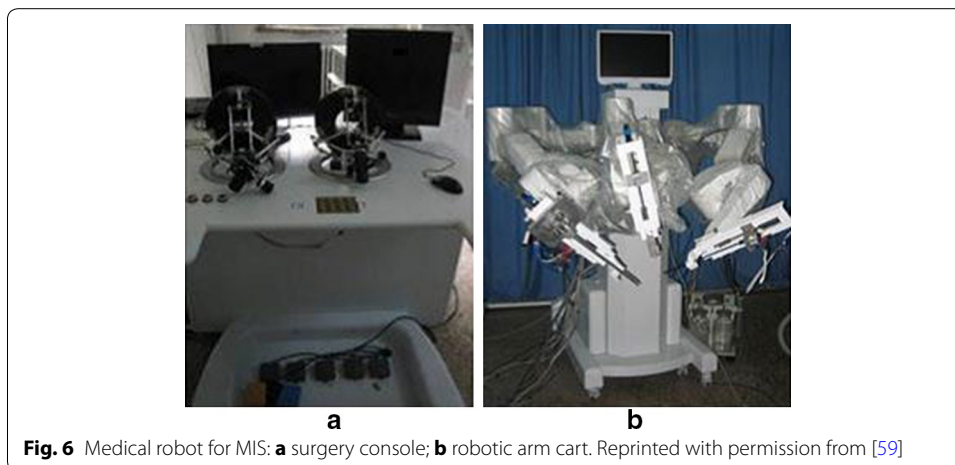 a
b
Fig. 6 Medical robot for MIS: a surgery console; b robotic arm cart. Reprinted with permission from [59]